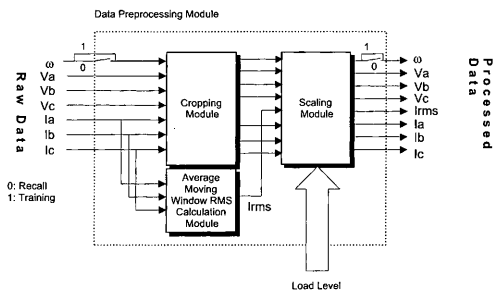 Data Preprocessing Module
1
0
ω
Va
Vb
Vc
Ia
Ib
Ic
Raw Data
0: Recall
1: Training
Cropping
Module
Average
Moving
Window RMS
Calculation
Module
Irms
Scaling
Module
Load Level
1
0
ω
Va
Vb
Vc
Irms
Ia
Ib
Ic
Processed
Data